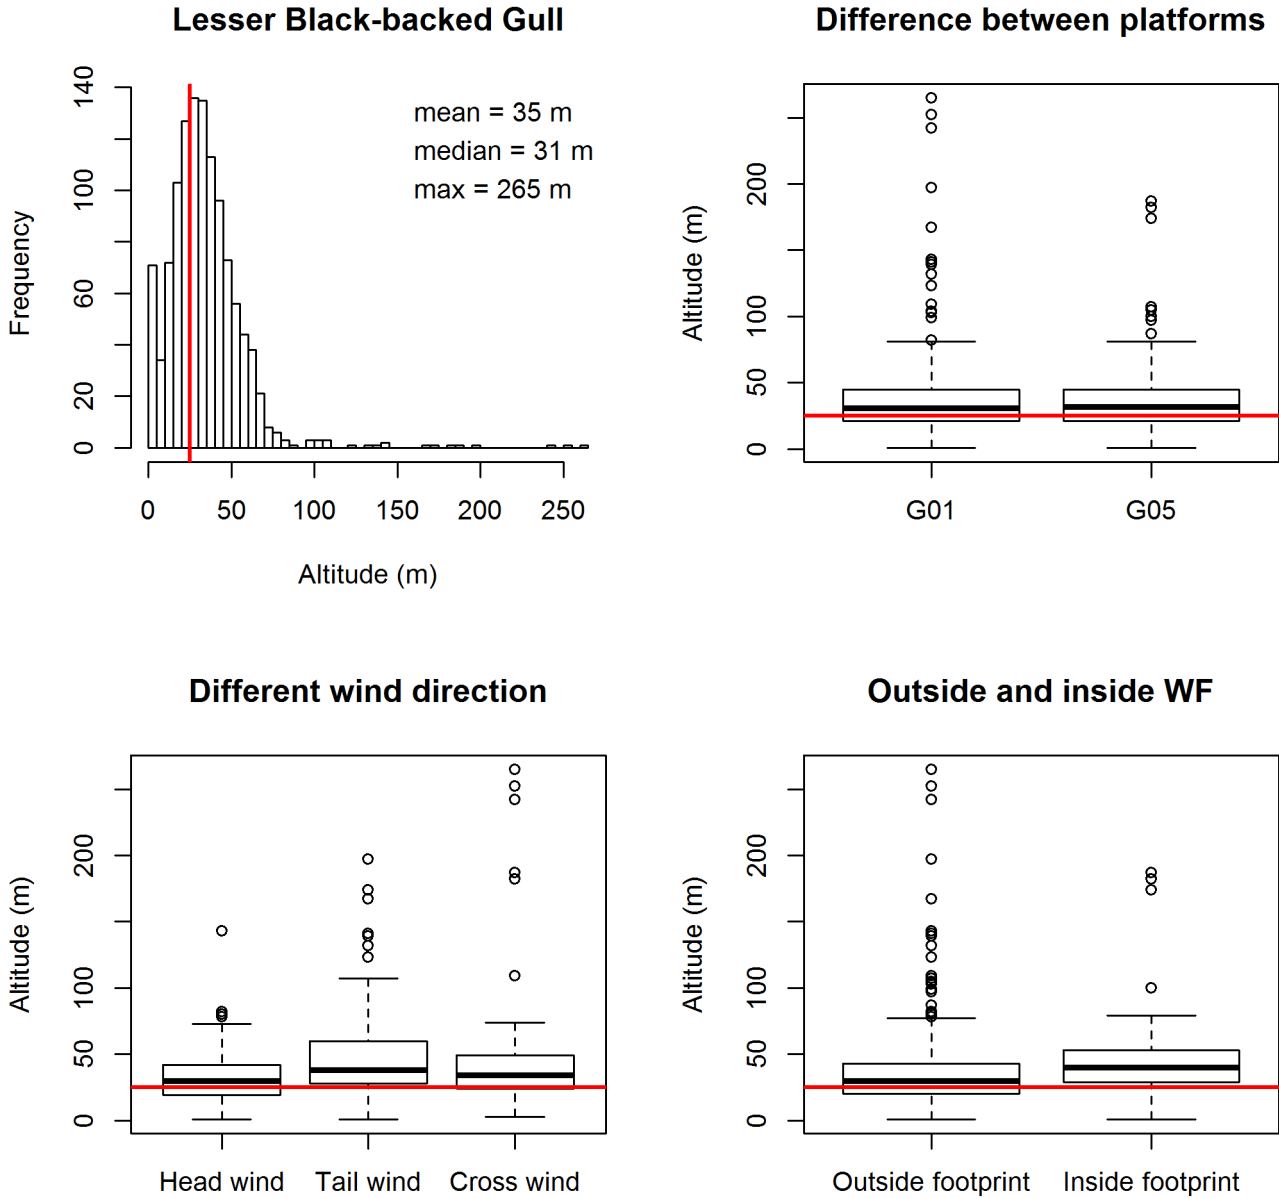 Lesser Black-backed Gull
mean = 35 m
median = 31 m
max = 265 m
Frequency
0
20
60
100
140
0 50 100 150 200 250
Altitude (m)
Difference between platforms
Altitude (m)
0
50
100
200
G01 G05
Different wind direction
Altitude (m)
0
50
100
200
Head wind Tail wind Cross wind
Outside and inside WF
Altitude (m)
0
50
100
200
Outside footprint Inside footprint